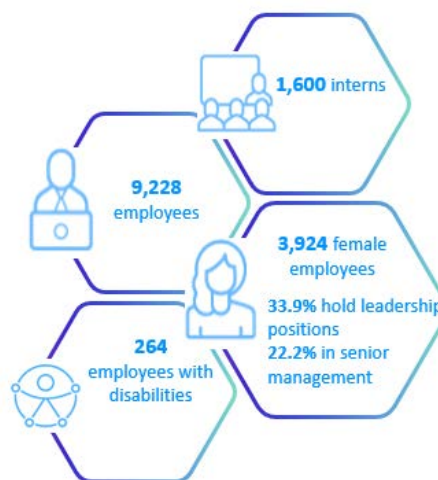 1,600 interns
9,228
employees
3,924 female
employees
33.9% hold leadership
positions
22.2% in senior
management
264
employees with
disabilities